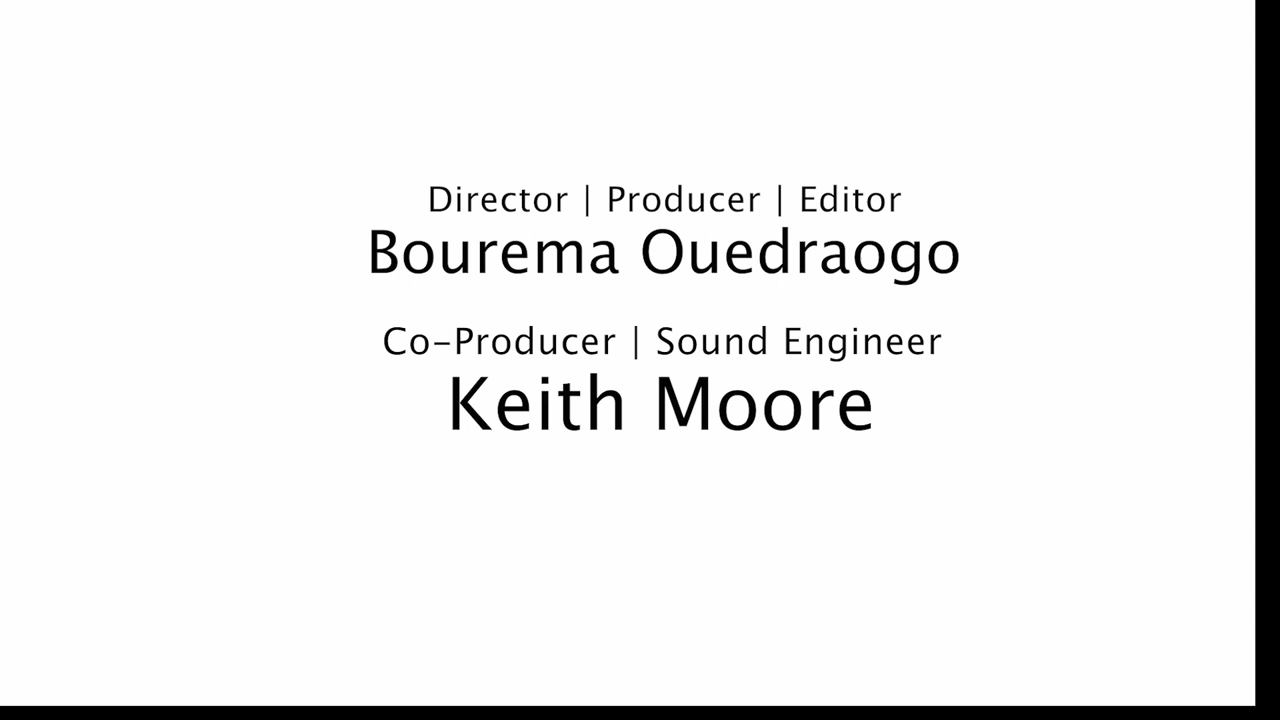 Director | Producer | Editor
Bourema Ouedraogo
Co-Producer | Sound Engineer
Keith Moore